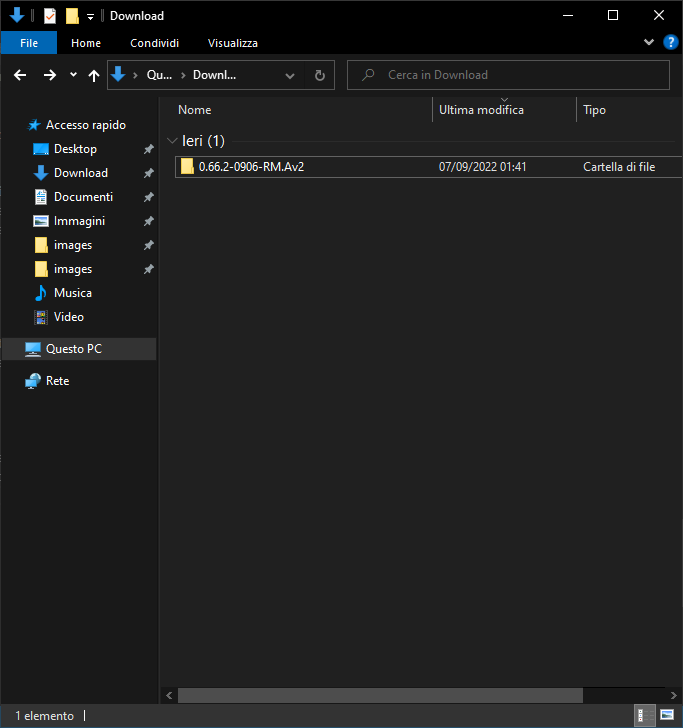 Download
File Home Condividi Visualizza
Qu... Downl... Cerca in Download
Nome Ultima modifica Tipo
Accesso rapido
Ieri (1)
Desktop
0.66.2-0906-RM.Av2 07/09/2022 01:41 Cartella di file
Download
Documenti
Immagini
images
images
Musica
Video
Questo PC
Rete
1 elemento